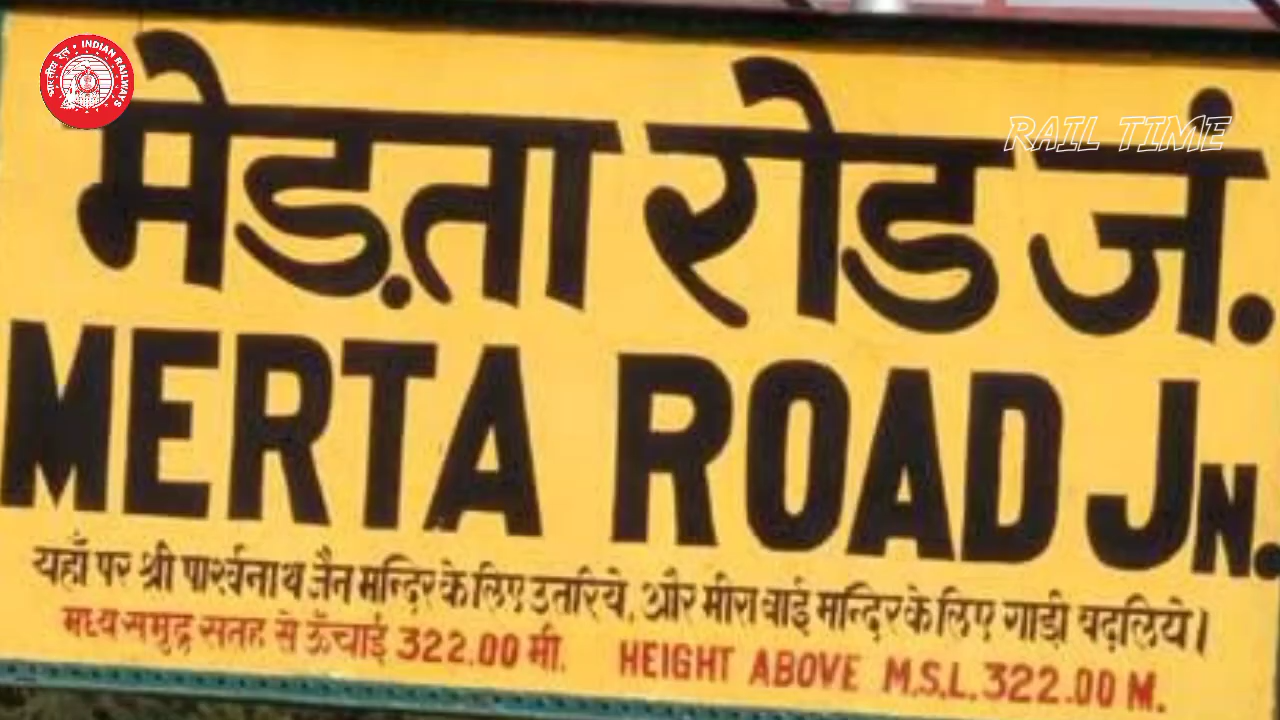 भारतीय रेल • INDIAN RAILWAYS
RAIL TIME
मेड़ता रोड जं.
MERTA ROAD JN.
यहाँ पर श्री पार्श्वनाथ जैन मन्दिर के लिए उतरिये, और मीरा बाई मन्दिर के लिए गाडी बदलिये।
मध्य समुद्र सतह से ऊँचाई 322.00 मी. HEIGHT ABOVE M.S.L. 322.00 M.